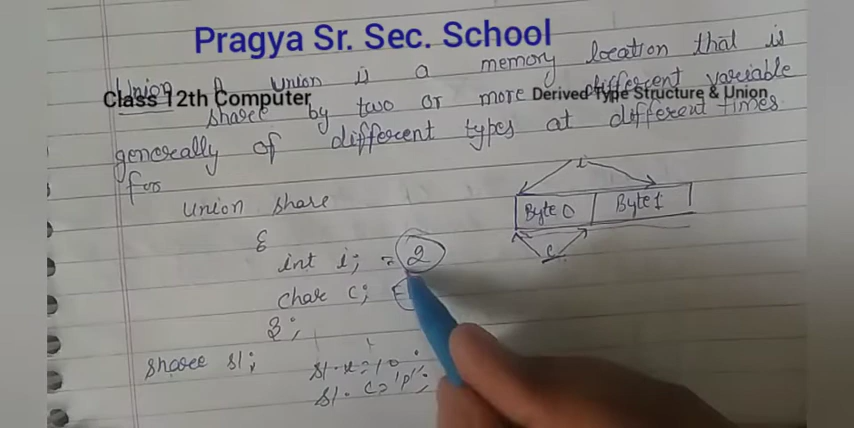 Pragya Sr. Sec. School
Union A union is a memory location that is
Class 12th Computer
Derived Type Structure & Union
share by two or more different variable
generally of different types at different times.
for
Union share
{
int i; = 2
char c;
};
share s1;
s1.x=10;
s1.c='p';
i
Byte 0 Byte 1
c